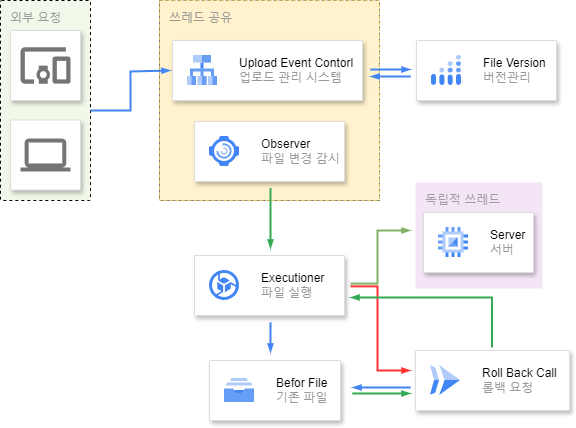 외부 요청
쓰레드 공유
Upload Event Contorl
업로드 관리 시스템
File Version
버전관리
Observer
파일 변경 감시
독립적 쓰레드
Server
서버
Executioner
파일 실행
Befor File
기존 파일
Roll Back Call
롤백 요청